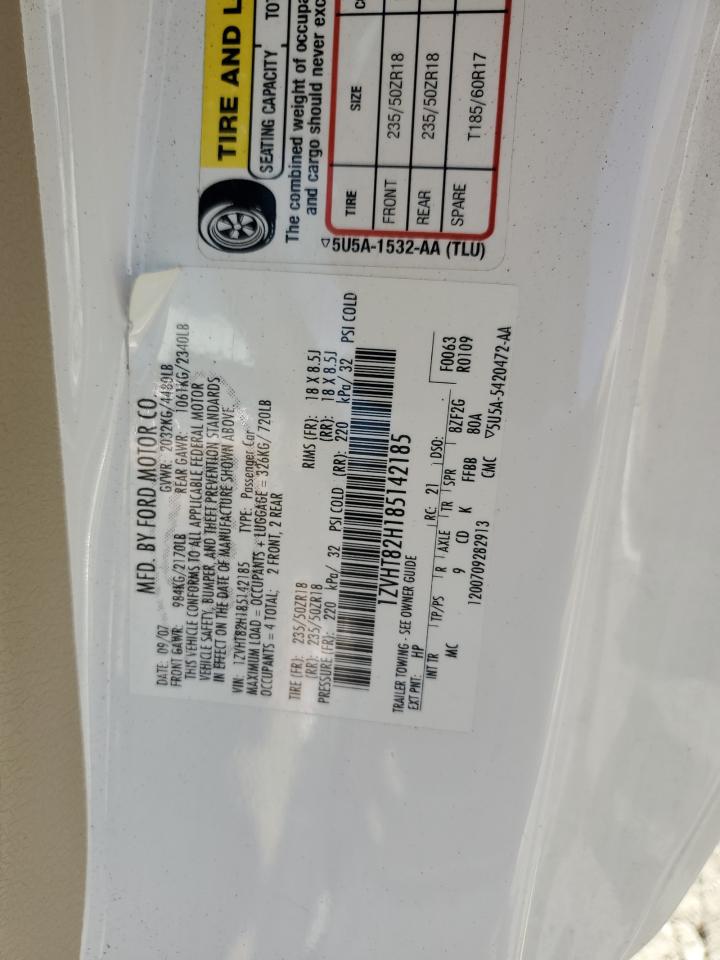 MFD. BY FORD MOTOR CO.
DATE: 09/07 GVWR: 2032KG/4480LB
FRONT GAWR: 984KG/2170LB REAR GAWR: 1061KG/2340LB
THIS VEHICLE CONFORMS TO ALL APPLICABLE FEDERAL MOTOR
VEHICLE SAFETY, BUMPER, AND THEFT PREVENTION STANDARDS
IN EFFECT ON THE DATE OF MANUFACTURE SHOWN ABOVE.
VIN: 1ZVHT82H185142185 TYPE: Passenger Car
MAXIMUM LOAD = OCCUPANTS + LUGGAGE = 326KG/720LB
OCCUPANTS = 4 TOTAL; 2 FRONT, 2 REAR
TIRE (FR): 235/50ZR18 RIMS (FR): 18 X 8.5J
(RR): 235/50ZR18 (RR): 18 X 8.5J
PRESSURE (FR): 220 kPa/ 32 PSI COLD (RR): 220 kPa/ 32 PSI COLD
1ZVHT82H185142185
TRAILER TOWING - SEE OWNER GUIDE
EXT PNT: HP RC: 21 DSO: F0063
R0109
INT TR TP/PS R AXLE TR SPR 8ZF2G
MC 9 CD K FFBB 80A
1200709282913 CMC ▽5U5A-5420472-AA
TIRE AND L
SEATING CAPACITY TO
The combined weight of occupa
and cargo should never exc
TIRE SIZE
FRONT 235/50ZR18
REAR 235/50ZR18
SPARE T185/60R17
▽5U5A-1532-AA (TLU)